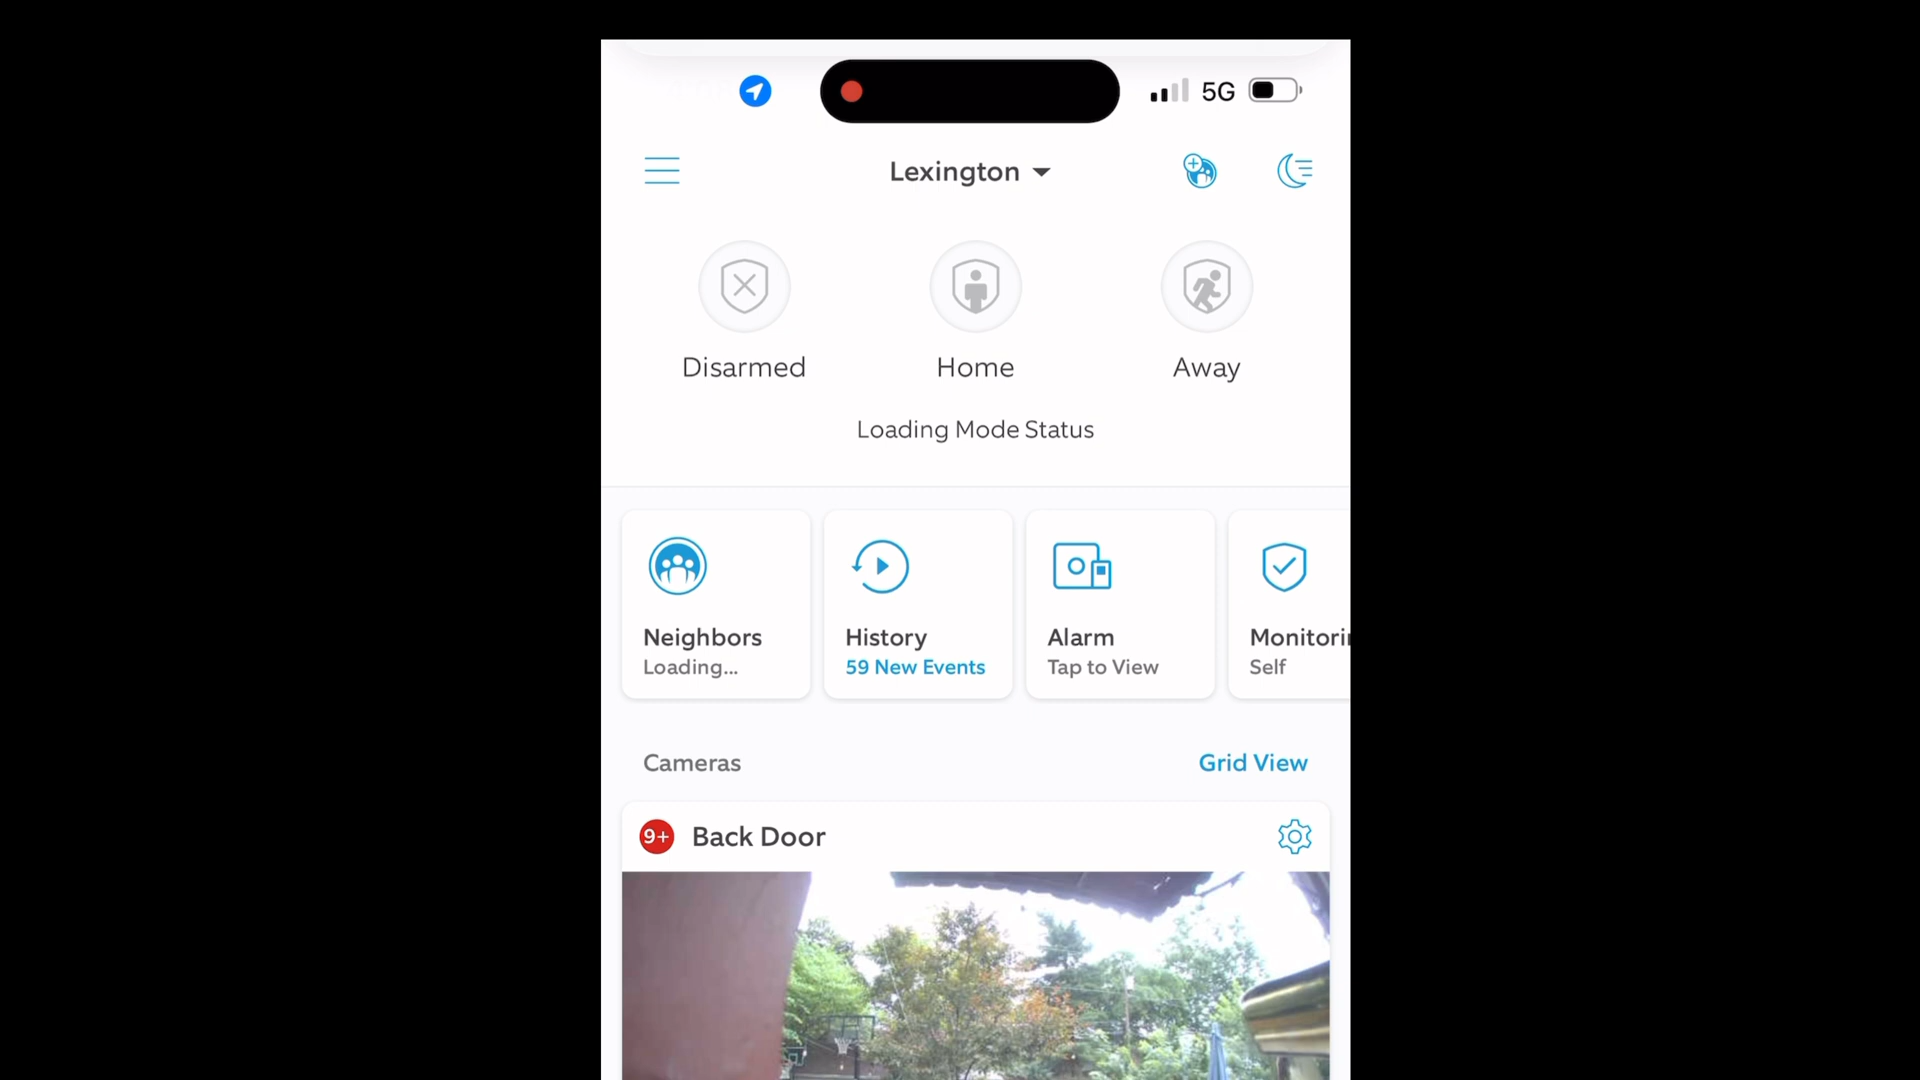 5G
Lexington
Disarmed
Home
Away
Loading Mode Status
Neighbors
Loading...
History
59 New Events
Alarm
Tap to View
Monitori
Self
Cameras
Grid View
9+
Back Door